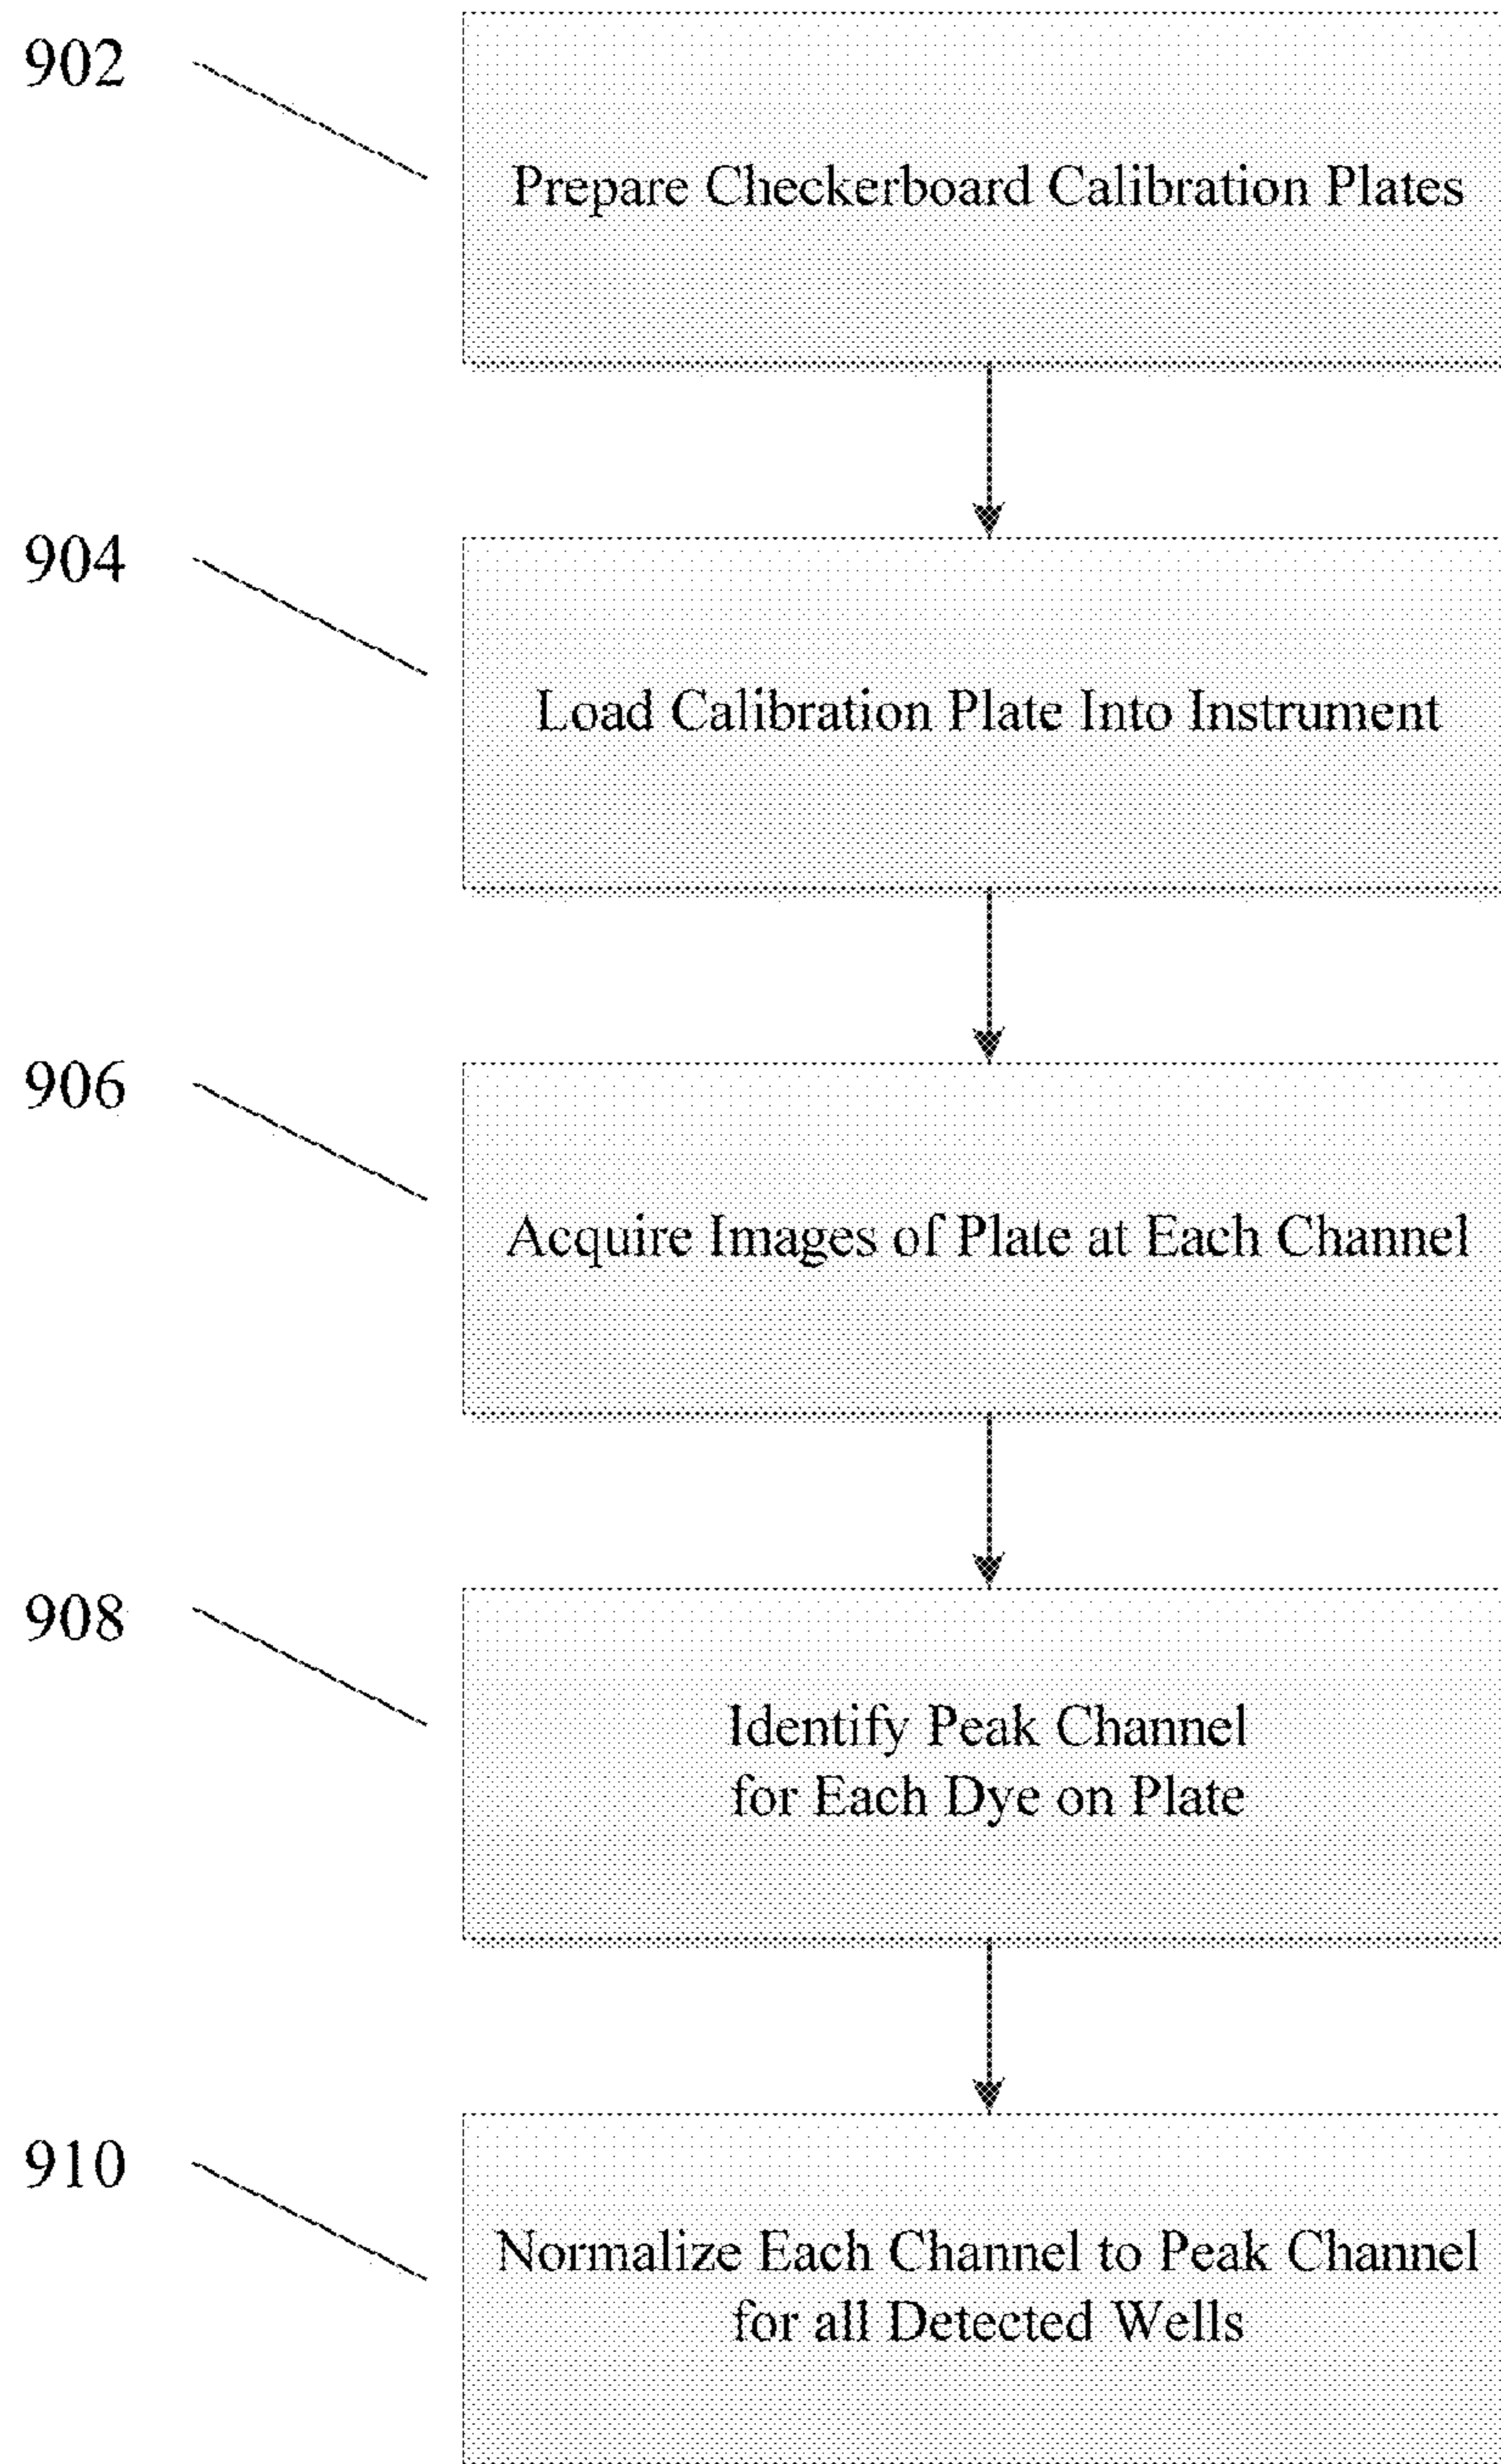 902
Prepare Checkerboard Calibration Plates
904
Load Calibration Plate Into Instrument
906
Acquire Images of Plate at Each Channel
908
Identify Peak Channel
for Each Dye on Plate
910
Normalize Each Channel to Peak Channel
for all Detected Wells